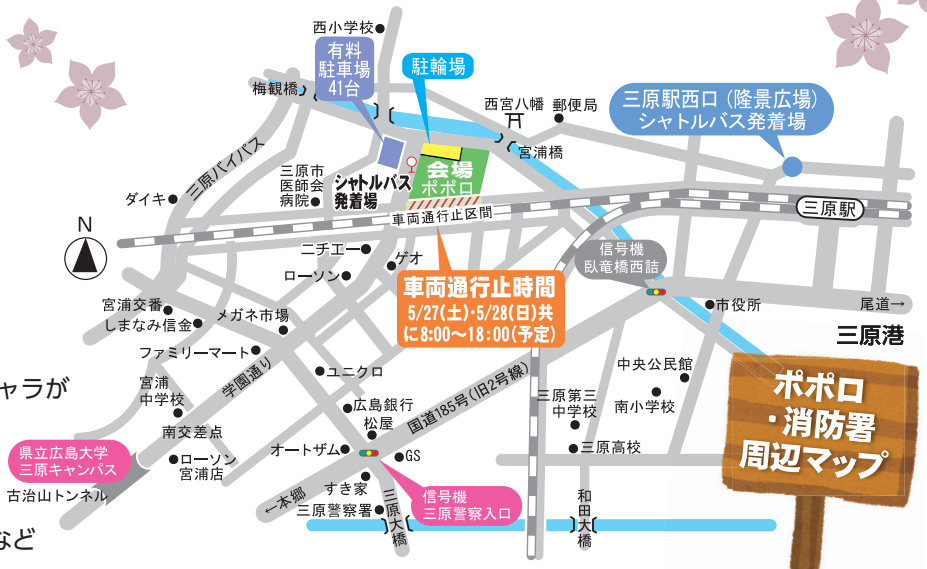 西小学校
有料
駐車場
41台
駐輪場
梅観橋
西宮八幡
郵便局
三原駅西口(隆景広場)
シャトルバス発着場
宮浦橋
三原バイパス
三原市
医師会
病院
シャトルバス
発着場
会場
ポポロ
ダイキ
車両通行止区間
三原駅
N
ニチエー
ゲオ
ローソン
信号機
臥竜橋西詰
車両通行止時間
5/27(土)・5/28(日)共
に8:00〜18:00(予定)
宮浦交番
しまなみ信金
メガネ市場
市役所
尾道→
三原港
ファミリーマート
学園通り
ユニクロ
宮浦
中学校
ャラが
広島銀行
松屋
国道185号(旧2号線)
中央公民館
三原第三
中学校
南小学校
ポポロ
・消防署
周辺マップ
南交差点
県立広島大学
三原キャンパス
ローソン
宮浦店
オートザム
GS
三原高校
古治山トンネル
すき家
←本郷
三原警察署
三原大橋
信号機
三原警察入口
和田大橋
など